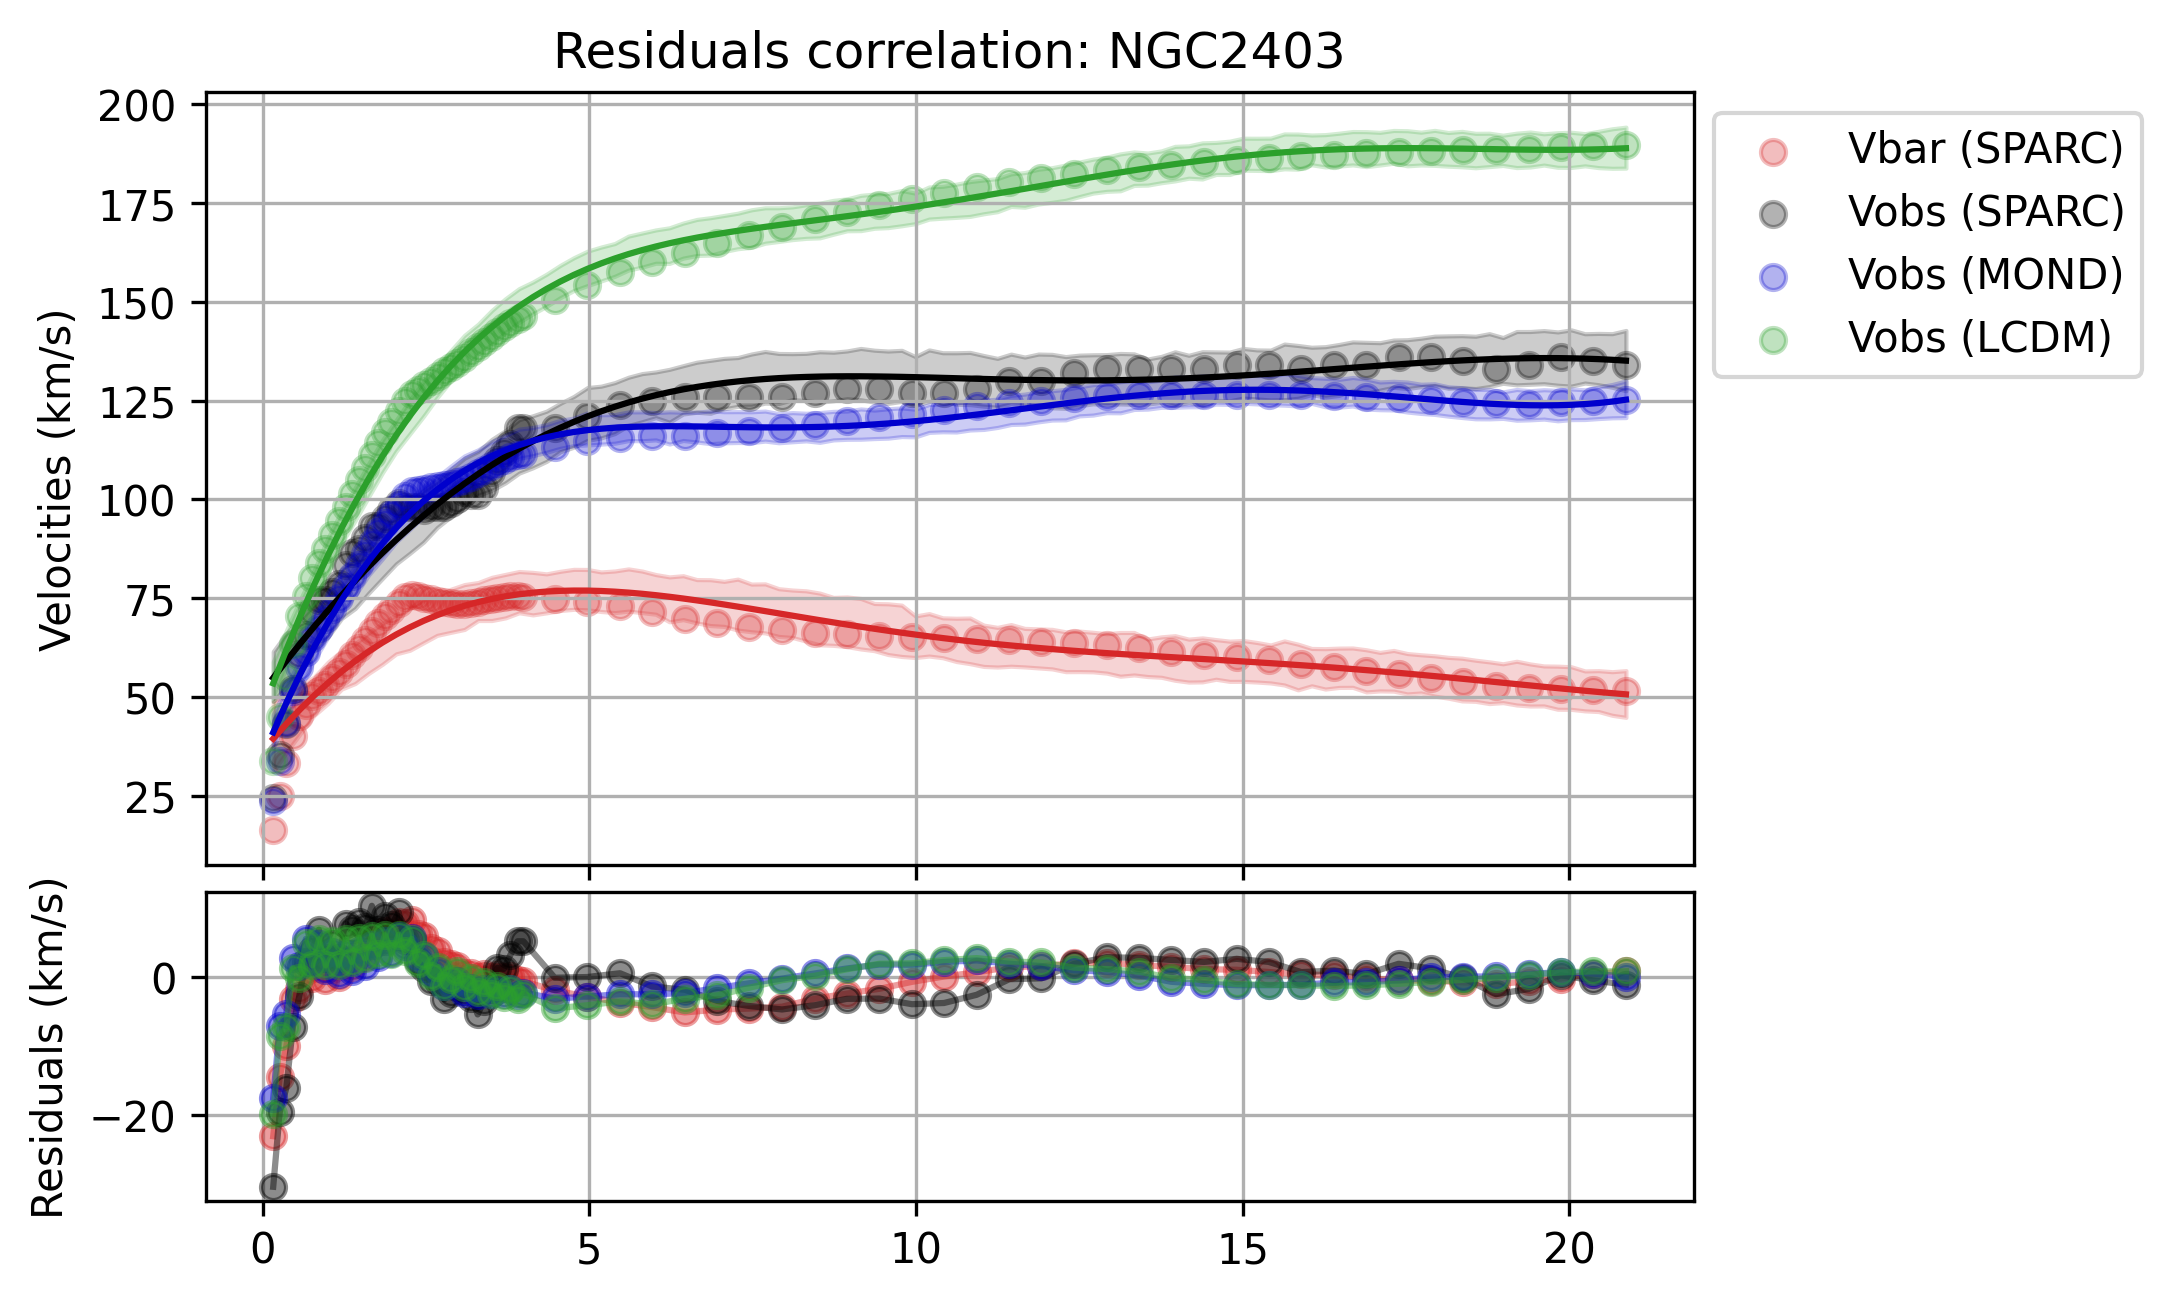 Residuals correlation: NGC2403
200
175
150
125
100
75
50
25
Velocities (km/s)
Vbar (SPARC)
Vobs (SPARC)
Vobs (MOND)
Vobs (LCDM)
0
−20
Residuals (km/s)
0
5
10
15
20